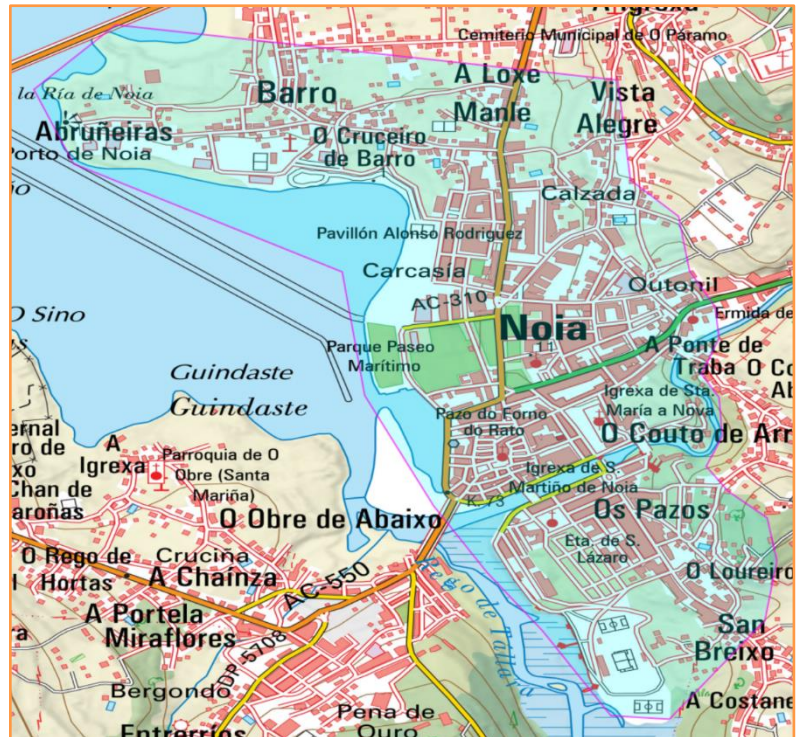 Cemiterio Municipal de O Páramo
A Loxe
Barro
Vista
la Ría de Noia
Manle
Alegre
Abruñeiras
O Cruceiro
de Barro
Porto de Noia
Calzada
Pavillón Alonso Rodriguez
Carcasía
Outonil
AC-310
O Sino
Ermida de
Noia
Parque Paseo
Marítimo
A Ponte de
Traba
Guindaste
Igrexa de Sta.
María a Nova
Guindaste
Pazo do Forno
do Rato
A
Igrexa
Parroquia de O
Obre (Santa
Mariña)
O Couto de Arr
Igrexa de S.
Martiño de Noia
Chan de
K.73
Os Pazos
O Obre de Abaixo
Eta. de S.
Lázaro
O Rego de
Hortas
Cruciña
A Chaínza
AC-550
O Loureiro
Rego de Tállara
A Portela
Miraflores
San
Breixo
DP-5708
Bergondo
A Costane
Pena de
Ouro
Entrerríos